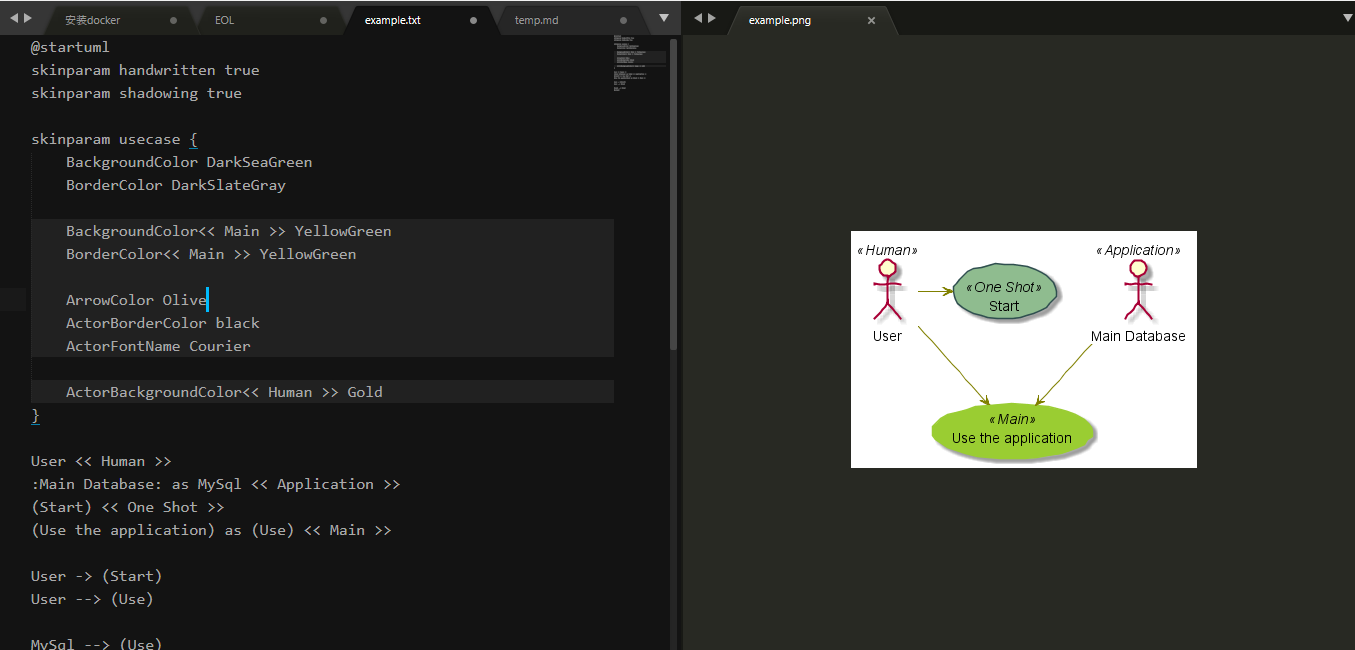 安装docker
EOL
example.txt
temp.md
example.png
@startuml
skinparam handwritten true
skinparam shadowing true
skinparam usecase {
BackgroundColor DarkSeaGreen
BorderColor DarkSlateGray
BackgroundColor<< Main >> YellowGreen
BorderColor<< Main >> YellowGreen
ArrowColor Olive
ActorBorderColor black
ActorFontName Courier
ActorBackgroundColor<< Human >> Gold
}
User << Human >>
:Main Database: as MySql << Application >>
(Start) << One Shot >>
(Use the application) as (Use) << Main >>
User -> (Start)
User --> (Use)
MySql --> (Use)
«Human»
User
«One Shot»
Start
«Application»
Main Database
«Main»
Use the application